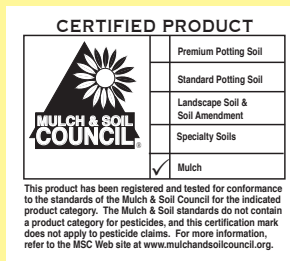 CERTIFIED PRODUCT
MULCH & SOIL
COUNCIL®
Premium Potting Soil
Standard Potting Soil
Landscape Soil &
Soil Amendment
Specialty Soils
✓ Mulch
This product has been registered and tested for conformance
to the standards of the Mulch & Soil Council for the indicated
product category. The Mulch & Soil standards do not contain
a product category for pesticides, and this certification mark
does not apply to pesticide claims. For more information,
refer to the MSC Web site at www.mulchandsoilcouncil.org.